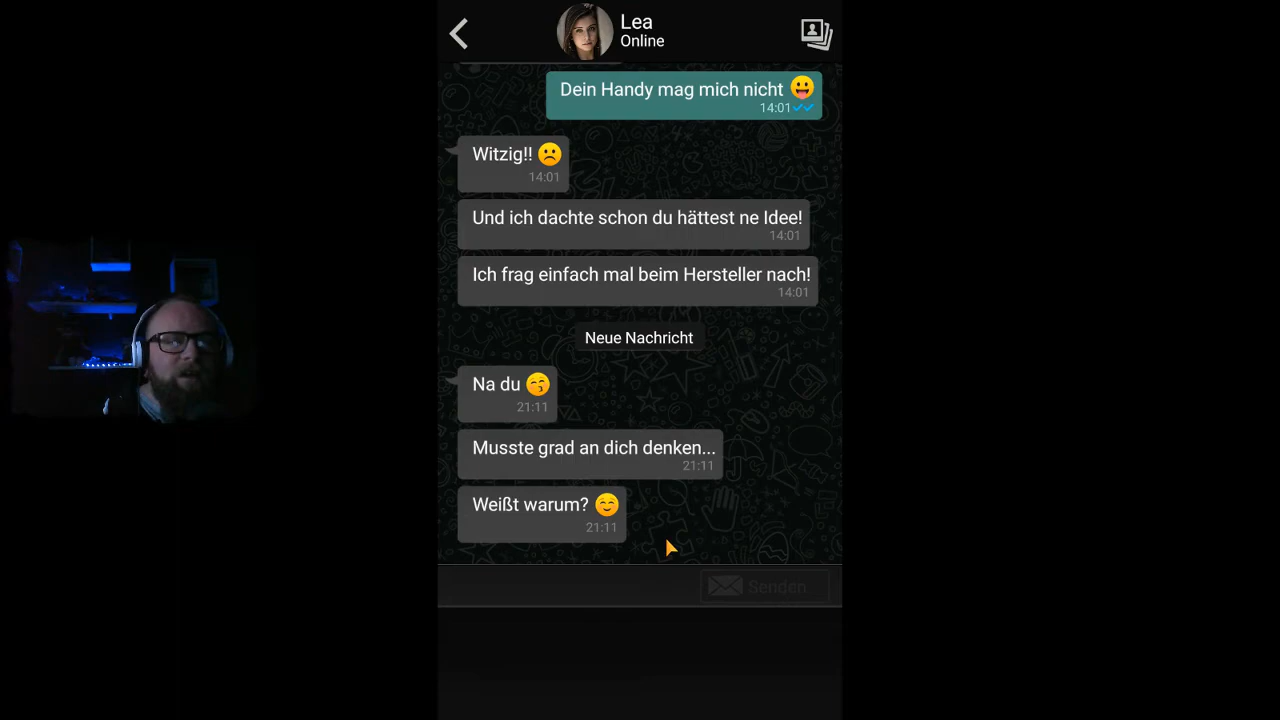 Lea
Online
Dein Handy mag mich nicht 😛
14:01
Witzig!! ☹️
14:01
Und ich dachte schon du hättest ne Idee!
14:01
Ich frag einfach mal beim Hersteller nach!
14:01
Neue Nachricht
Na du 😙
21:11
Musste grad an dich denken...
21:11
Weißt warum? ☺️
21:11
Senden